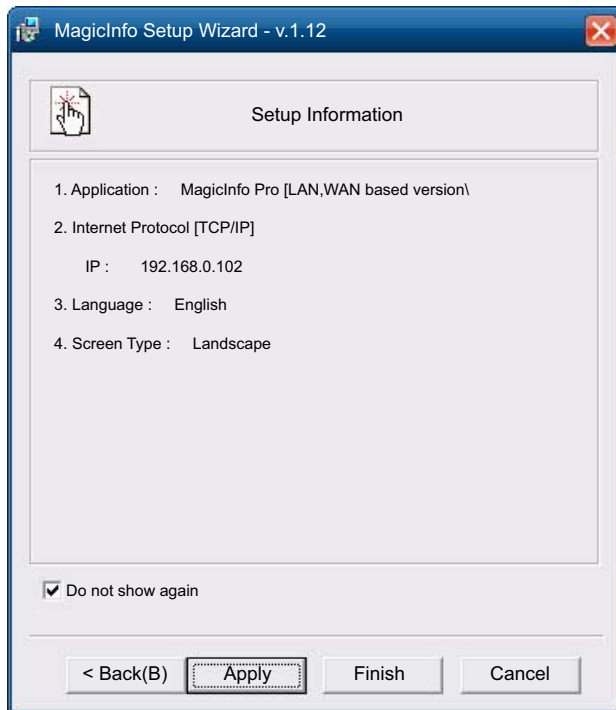 MagicInfo Setup Wizard - v.1.12
Setup Information
1. Application : MagicInfo Pro [LAN,WAN based version\
2. Internet Protocol [TCP/IP]
IP : 192.168.0.102
3. Language : English
4. Screen Type : Landscape
Do not show again
< Back(B) Apply Finish Cancel